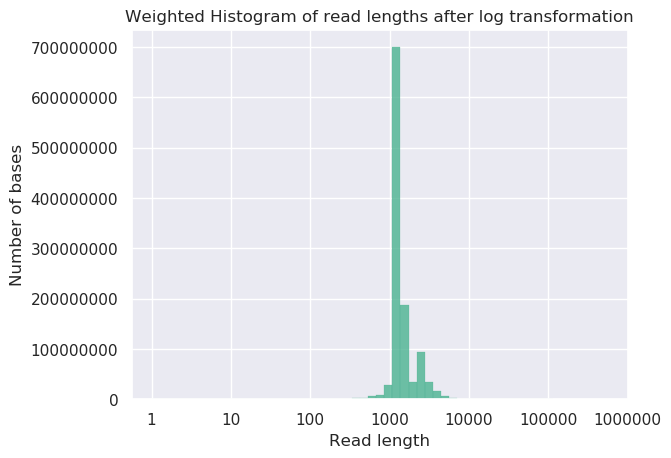 Weighted Histogram of read lengths after log transformation
Number of bases
700000000
600000000
500000000
400000000
300000000
200000000
100000000
0
1 10 100 1000 10000 100000 1000000
Read length